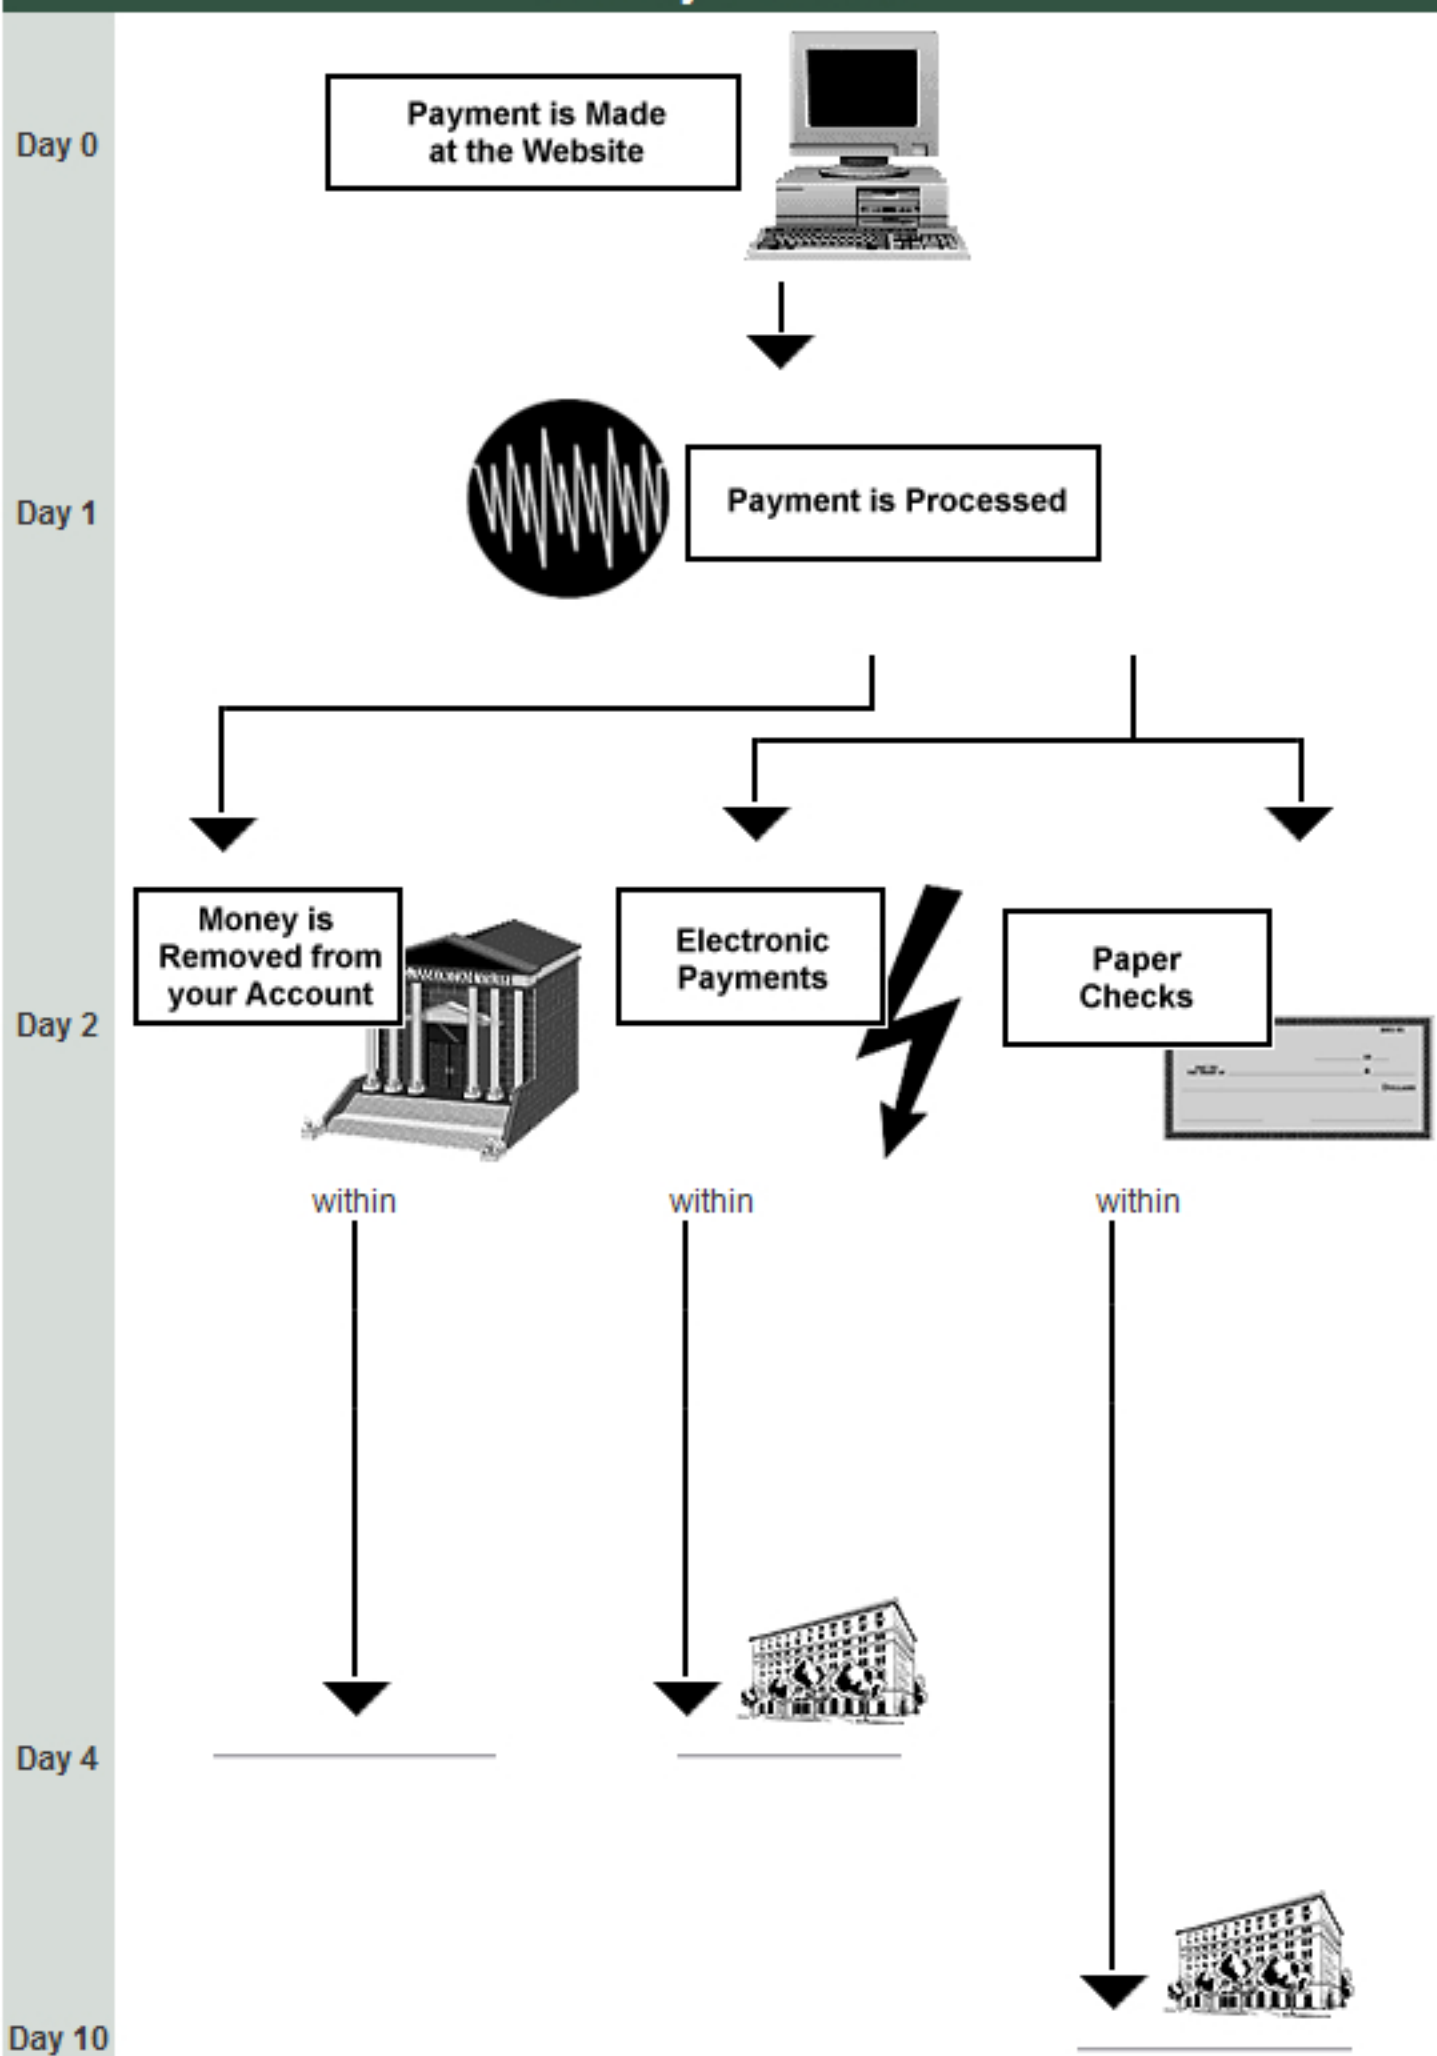 Day 0
Payment is Made
at the Website
Day 1
Payment is Processed
Day 2
Money is
Removed from
your Account
Electronic
Payments
Paper
Checks
within
within
within
Day 4
Day 10